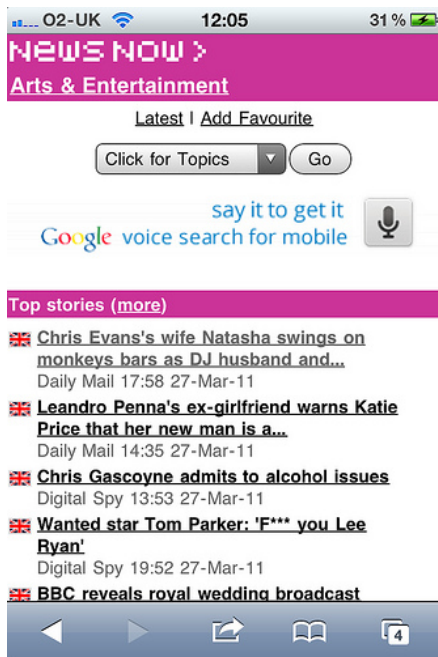 O2-UK 12:05 31 %
NEWS NOW >
Arts & Entertainment
Latest | Add Favourite
Click for Topics Go
say it to get it
Google voice search for mobile
Top stories (more)
Chris Evans's wife Natasha swings on
monkeys bars as DJ husband and...
Daily Mail 17:58 27-Mar-11
Leandro Penna's ex-girlfriend warns Katie
Price that her new man is a...
Daily Mail 14:35 27-Mar-11
Chris Gascoyne admits to alcohol issues
Digital Spy 13:53 27-Mar-11
Wanted star Tom Parker: 'F*** you Lee
Ryan'
Digital Spy 19:52 27-Mar-11
BBC reveals royal wedding broadcast
4